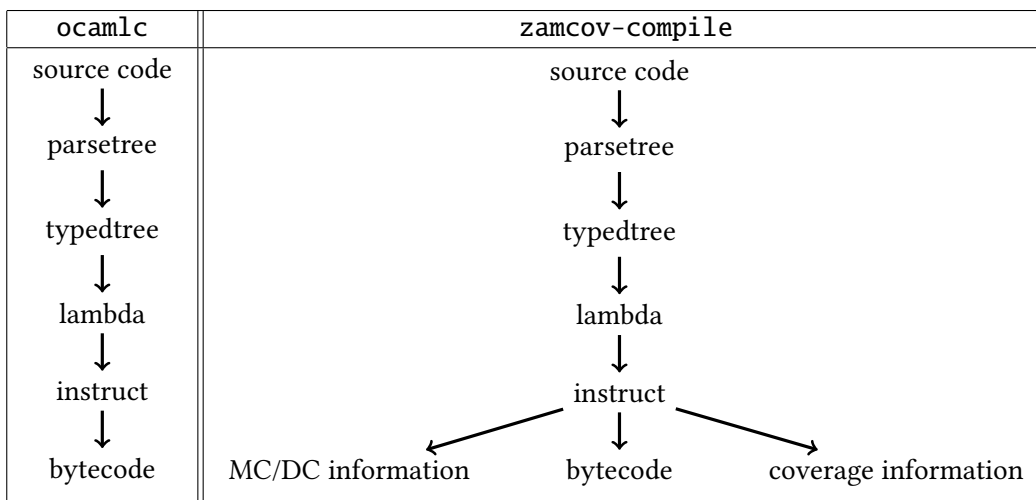 ocamlc zamcov-compile
source code source code
parsetree parsetree
typedtree typedtree
lambda lambda
instruct instruct
bytecode MC/DC information bytecode coverage information